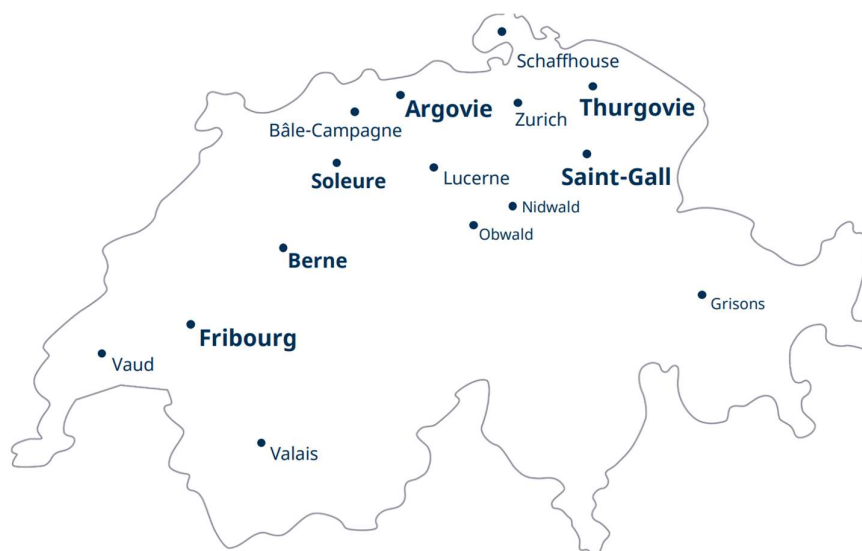 Schaffhouse
Argovie
Thurgovie
Zurich
Bâle-Campagne
Soleure
Lucerne
Saint-Gall
Nidwald
Obwald
Berne
Grisons
Fribourg
Vaud
Valais